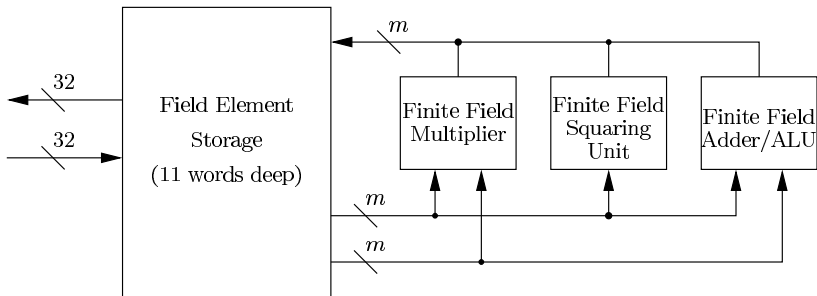 m
32
Field Element
Storage
(11 words deep)
32
Finite Field
Multiplier
Finite Field
Squaring
Unit
Finite Field
Adder/ALU
m
m